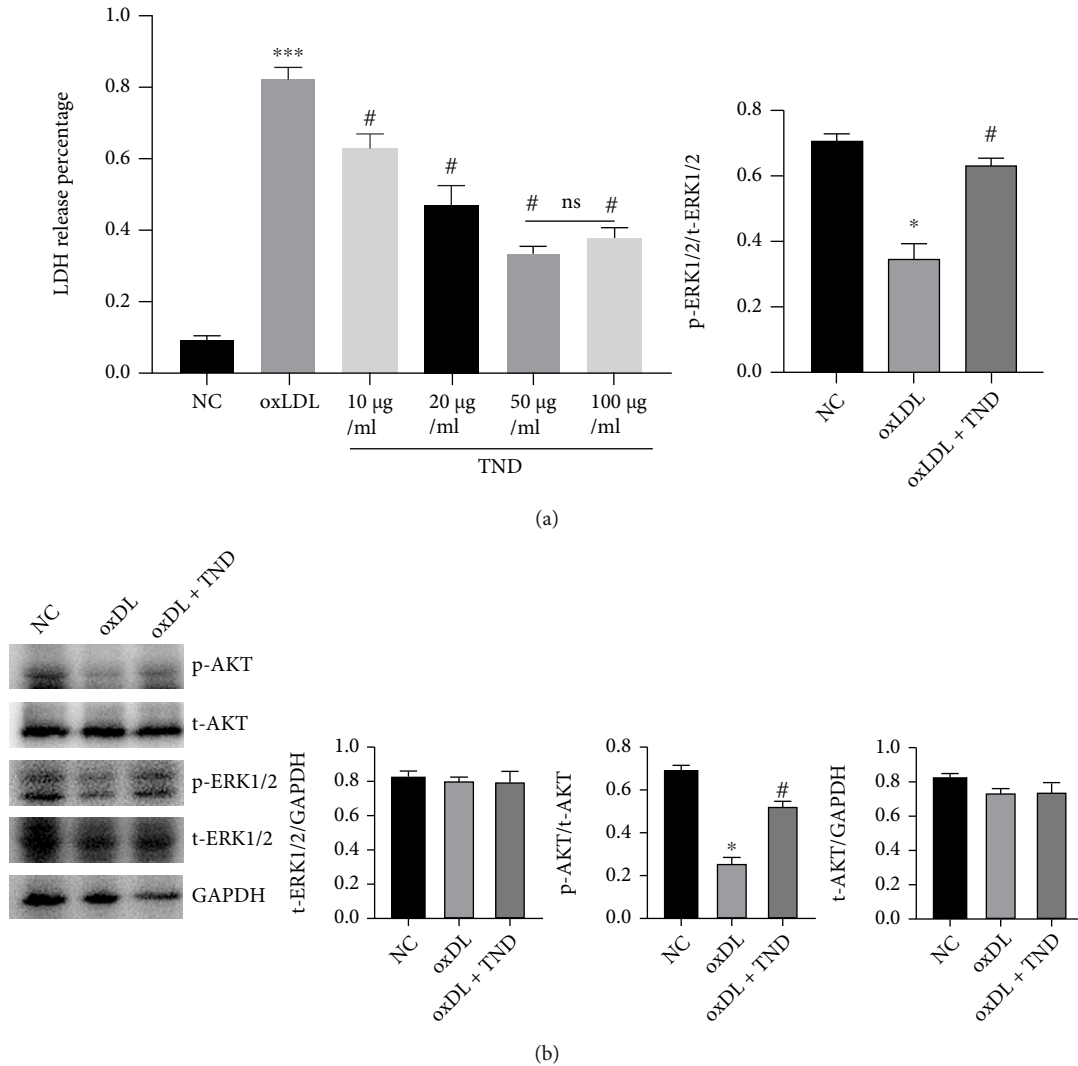 LDH release percentage
1.0
0.8
0.6
0.4
0.2
0.0
***
#
#
#
ns
#
NC
oxLDL
10 μg
/ml
20 μg
/ml
50 μg
/ml
100 μg
/ml
TND
p-ERK1/2/t-ERK1/2
0.8
0.6
0.4
0.2
0.0
*
#
NC
oxLDL
oxLDL + TND
(a)
NC
oxDL
oxDL + TND
p-AKT
t-AKT
p-ERK1/2
t-ERK1/2
GAPDH
t-ERK1/2/GAPDH
1.0
0.8
0.6
0.4
0.2
0.0
NC
oxDL
oxDL + TND
p-AKT/t-AKT
0.8
0.6
0.4
0.2
0.0
*
#
NC
oxDL
oxDL + TND
t-AKT/GAPDH
1.0
0.8
0.6
0.4
0.2
0.0
NC
oxDL
oxDL + TND
(b)